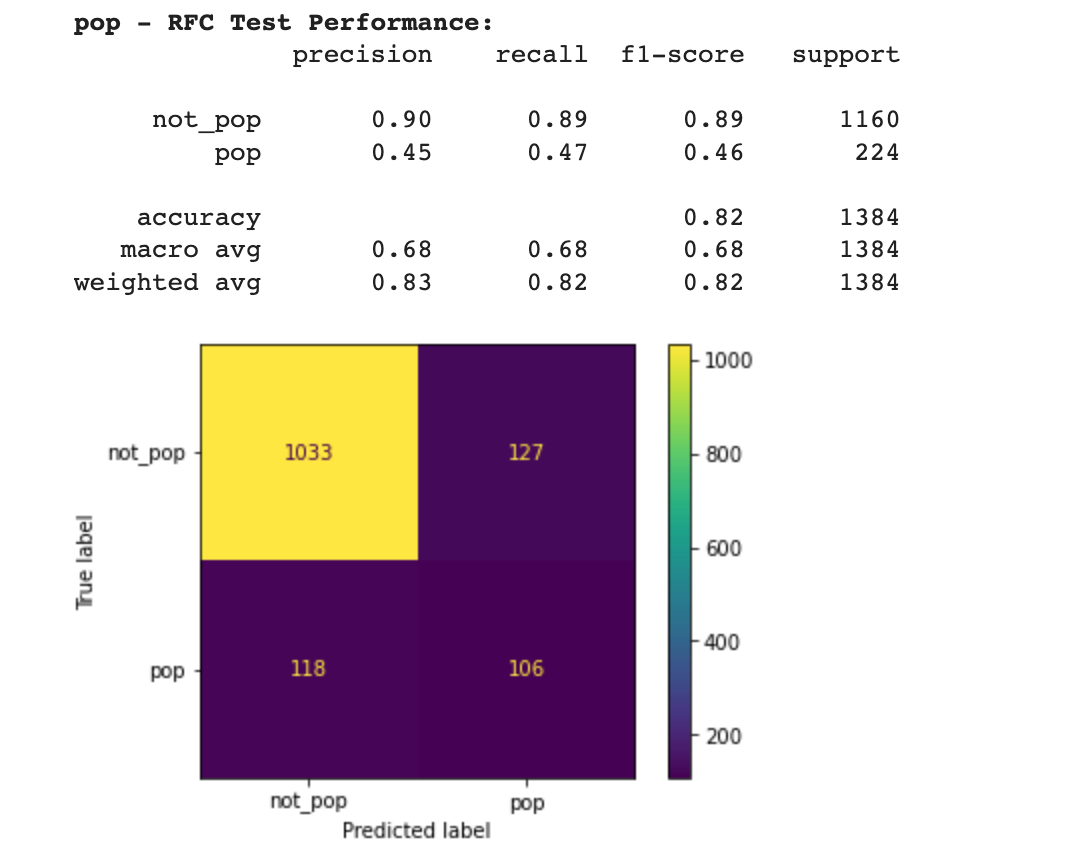 pop - RFC Test Performance:
precision recall f1-score support
not_pop 0.90 0.89 0.89 1160
pop 0.45 0.47 0.46 224
accuracy 0.82 1384
macro avg 0.68 0.68 0.68 1384
weighted avg 0.83 0.82 0.82 1384
1000
not_pop 1033 127
800
600
True label
400
pop 118 106
200
not_pop pop
Predicted label